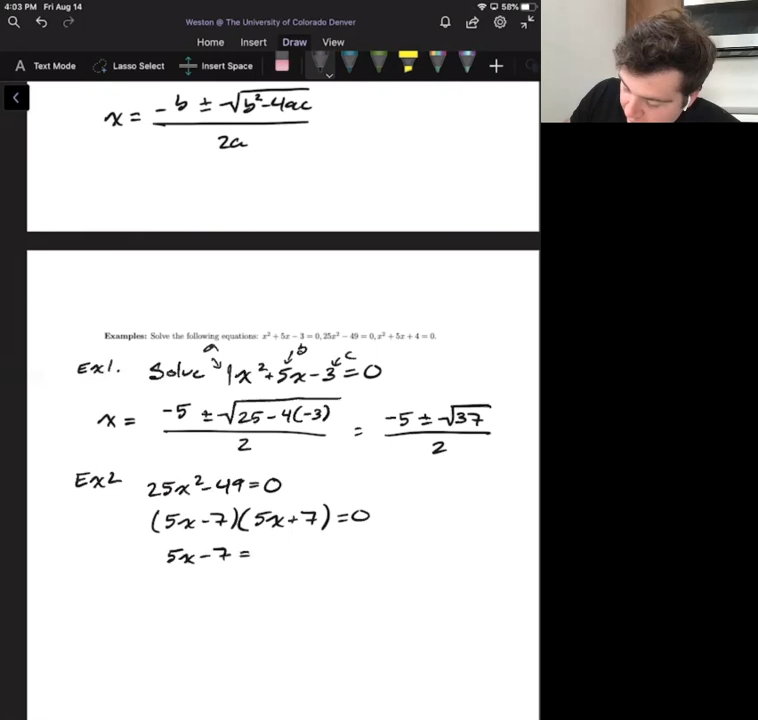 4:03 PM Fri Aug 14
58%
Weston @ The University of Colorado Denver
Home Insert Draw View
A Text Mode Lasso Select Insert Space
x = (-b ± √(b²-4ac)) / 2a
Examples: Solve the following equations: x² + 5x − 3 = 0, 25x² − 49 = 0, x² + 5x + 4 = 0.
a b c
Ex1. Solve 1x²+5x-3=0
x = (-5 ± √(25-4(-3))) / 2 = (-5 ± √37) / 2
Ex2 25x²-49=0
(5x-7)(5x+7)=0
5x-7=